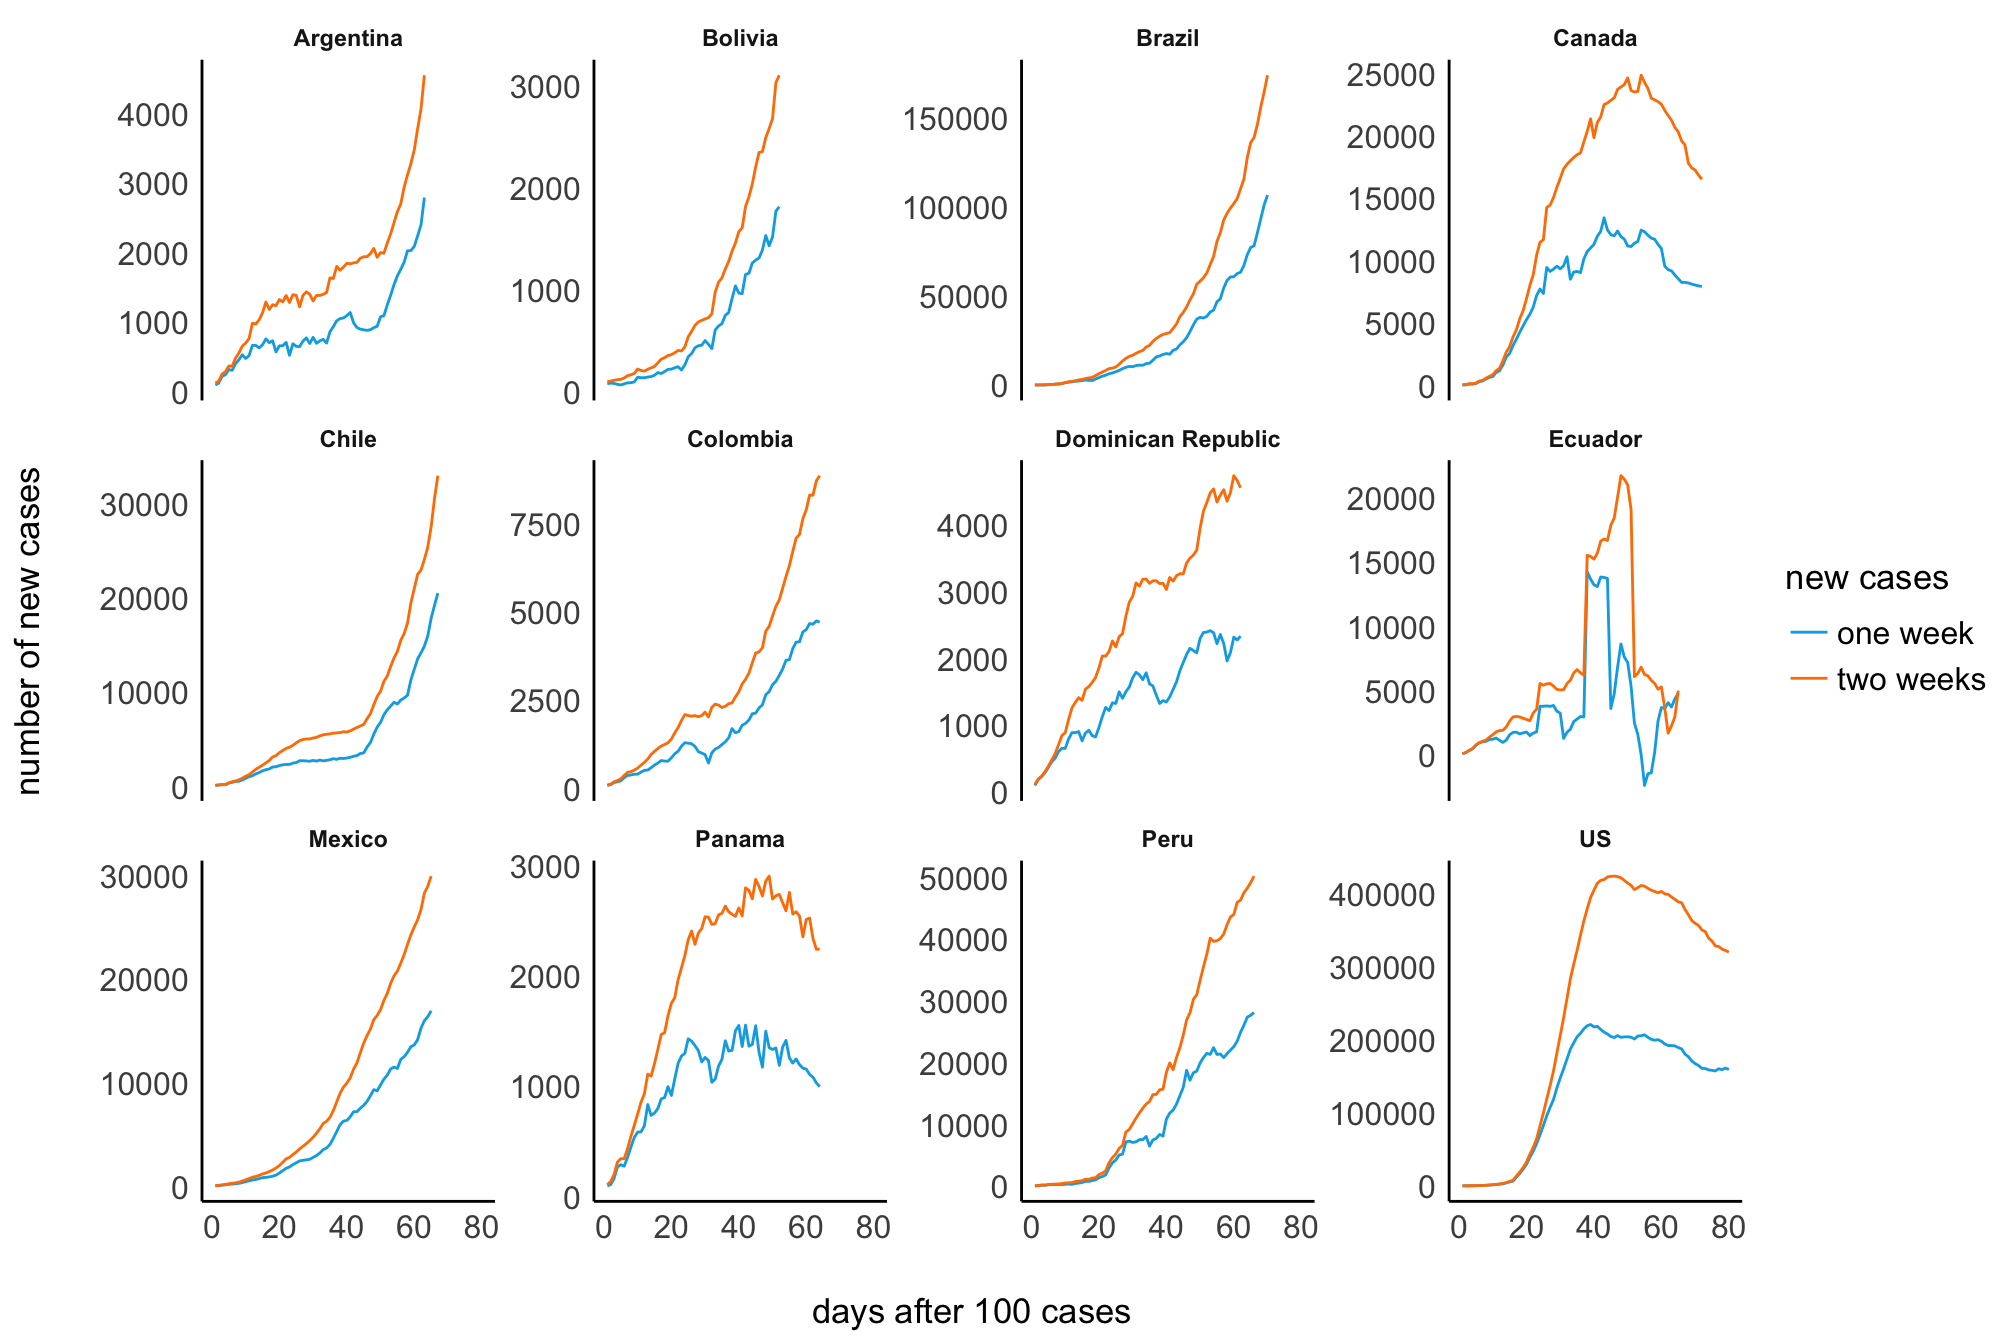 Argentina
Bolivia
Brazil
Canada
4000
3000
2000
1000
0
3000
2000
1000
0
150000
100000
50000
0
25000
20000
15000
10000
5000
0
Chile
Colombia
Dominican Republic
Ecuador
30000
20000
10000
0
7500
5000
2500
0
4000
3000
2000
1000
0
20000
15000
10000
5000
0
Mexico
Panama
Peru
US
30000
20000
10000
0
3000
2000
1000
0
50000
40000
30000
20000
10000
0
400000
300000
200000
100000
0
0 20 40 60 80
0 20 40 60 80
0 20 40 60 80
0 20 40 60 80
days after 100 cases
number of new cases
new cases
one week
two weeks